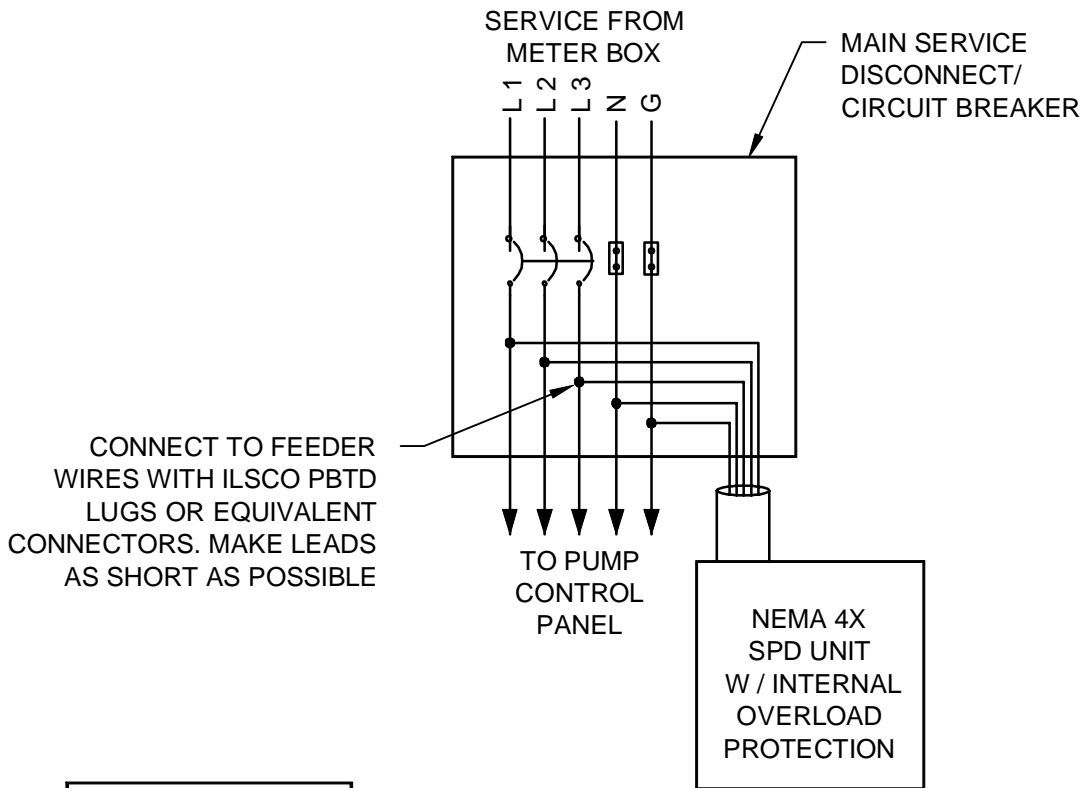 SERVICE FROM
METER BOX
L1
L2
L3
N
G
MAIN SERVICE
DISCONNECT/
CIRCUIT BREAKER
CONNECT TO FEEDER
WIRES WITH ILSCO PBTD
LUGS OR EQUIVALENT
CONNECTORS. MAKE LEADS
AS SHORT AS POSSIBLE
TO PUMP
CONTROL
PANEL
NEMA 4X
SPD UNIT
W / INTERNAL
OVERLOAD
PROTECTION